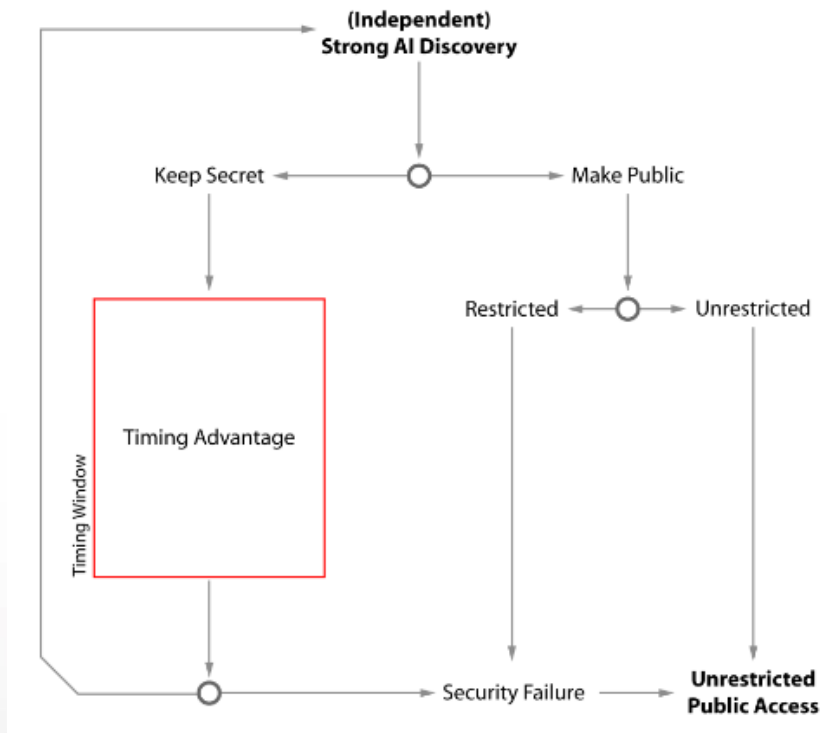 (Independent)
Strong AI Discovery
Keep Secret
Make Public
Restricted
Unrestricted
Timing Advantage
Timing Window
Security Failure
Unrestricted
Public Access